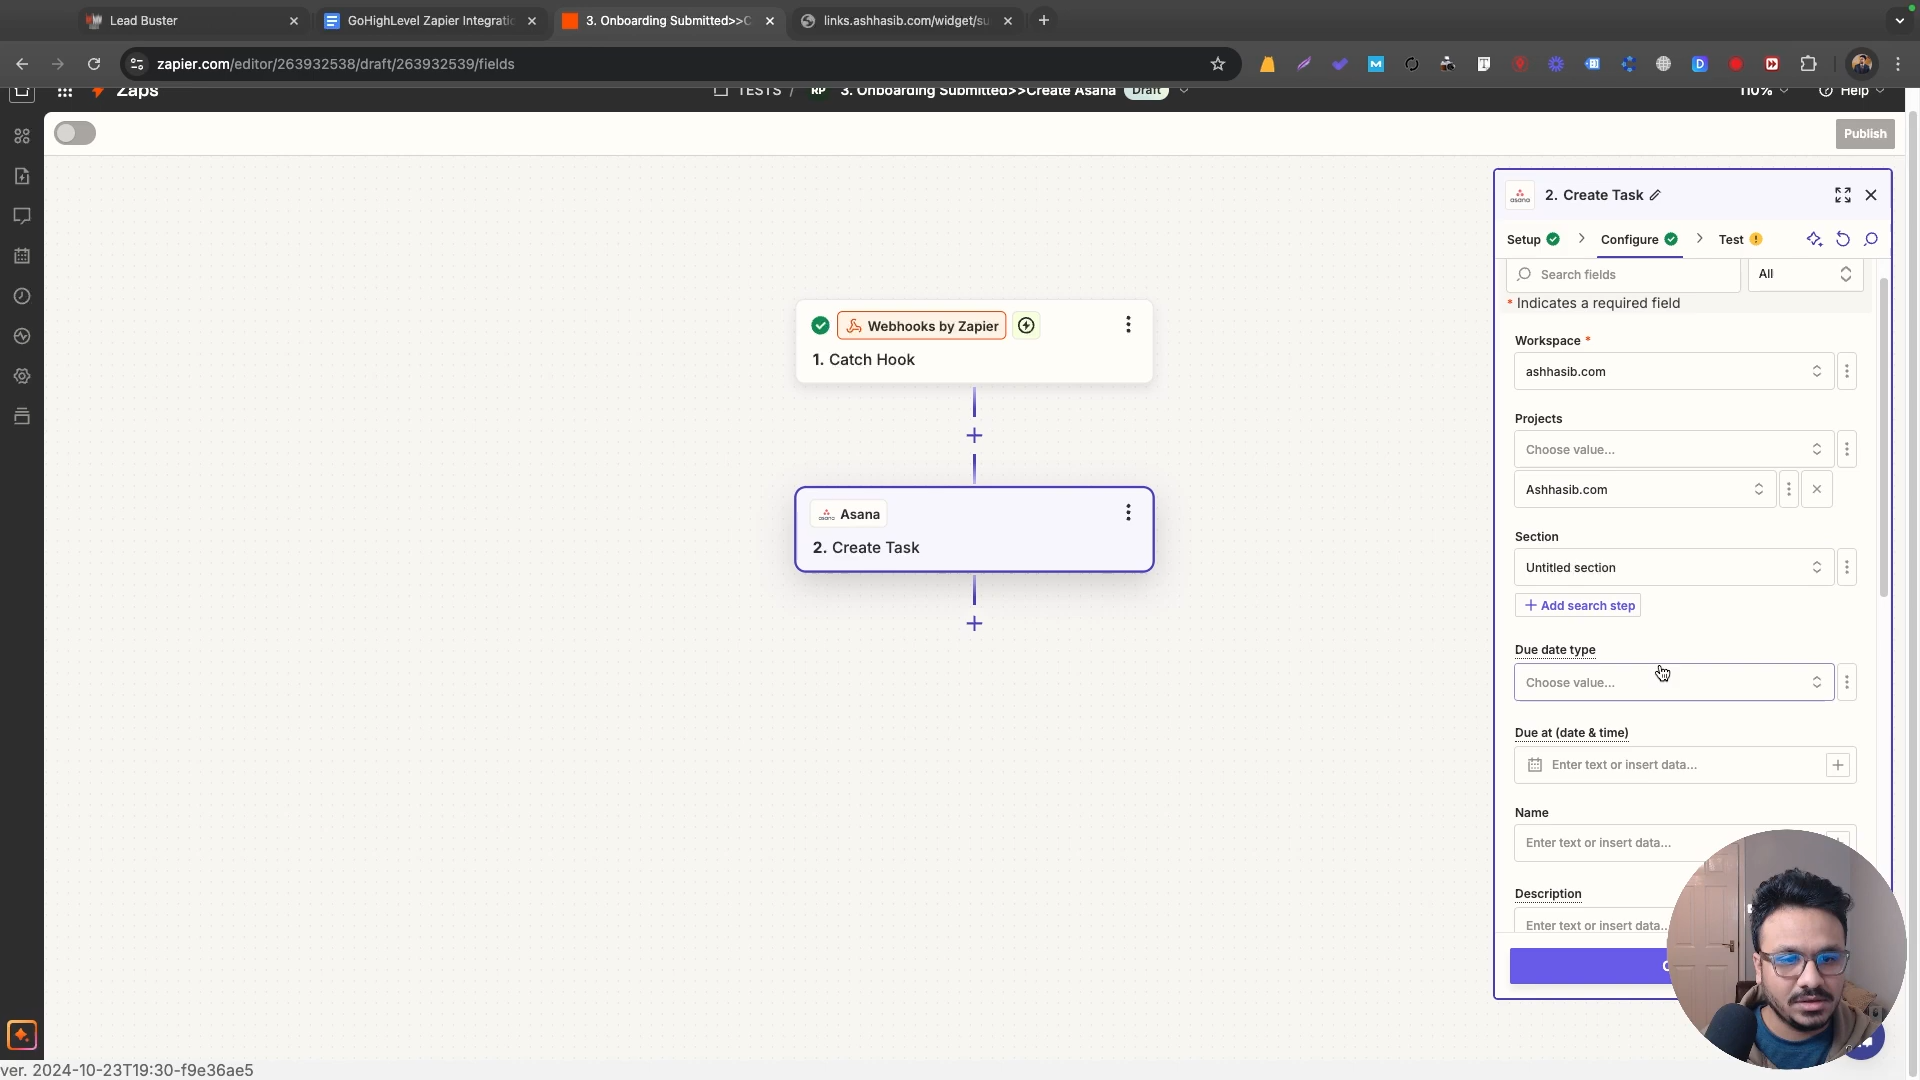 Lead Buster
GoHighLevel Zapier Integratio
3. Onboarding Submitted>>C
links.ashhasib.com/widget/su
zapier.com/editor/263932538/draft/263932539/fields
Zaps
TESTS / RP 3. Onboarding Submitted>>Create Asana Draft
110%
Help
Publish
2. Create Task
Setup
Configure
Test
Search fields
All
* Indicates a required field
Webhooks by Zapier
1. Catch Hook
Asana
2. Create Task
Workspace *
ashhasib.com
Projects
Choose value...
Ashhasib.com
Section
Untitled section
+ Add search step
Due date type
Choose value...
Due at (date & time)
Enter text or insert data...
Name
Enter text or insert data...
Description
Enter text or insert data..
ver. 2024-10-23T19:30-f9e36ae5